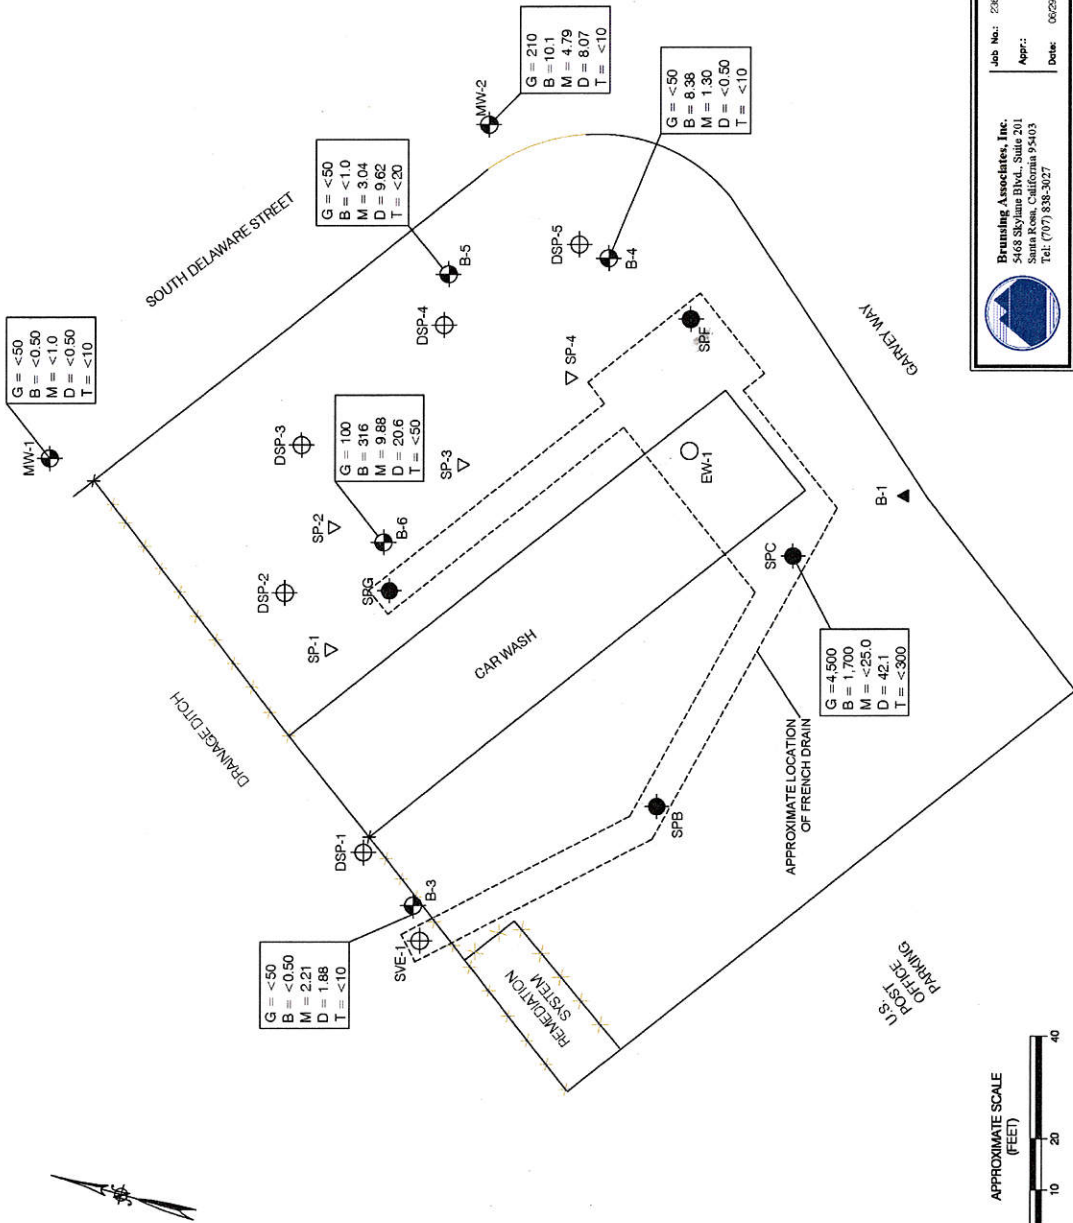 G = <50
B = <0.50
M = <1.0
D = <0.50
T = <10
MW-1
SOUTH DELAWARE STREET
G = <50
B = <1.0
M = 3.04
D = 9.62
T = <20
B-5
G = 210
B = 10.1
M = 4.79
D = 8.07
T = <10
MW-2
G = <50
B = 8.38
M = 1.30
D = <0.50
T = <10
DSP-5
B-4
DSP-4
DSP-3
G = 100
B = 316
M = 9.88
D = 20.6
T = <50
B-6
SP-4
SP-3
SP-2
DSP-2
SP-1
SPG
SPF
EW-1
CAR WASH
DRAINAGE DITCH
GARVEY WAY
B-1
SPC
G = 4,500
B = 1,700
M = <25.0
D = 42.1
T = <300
DSP-1
B-3
SVE-1
G = <50
B = <0.50
M = 2.21
D = 1.88
T = <10
SPB
APPROXIMATE LOCATION
OF FRENCH DRAIN
REMEDIATION
SYSTEM
U.S.
POST
OFFICE
PARKING
APPROXIMATE SCALE
(FEET)
10
20
40
Brunsing Associates, Inc.
5468 Skylane Blvd., Suite 201
Santa Rosa, California 95403
Tel: (707) 838-3027
Job No.:
Appr.:
Date: